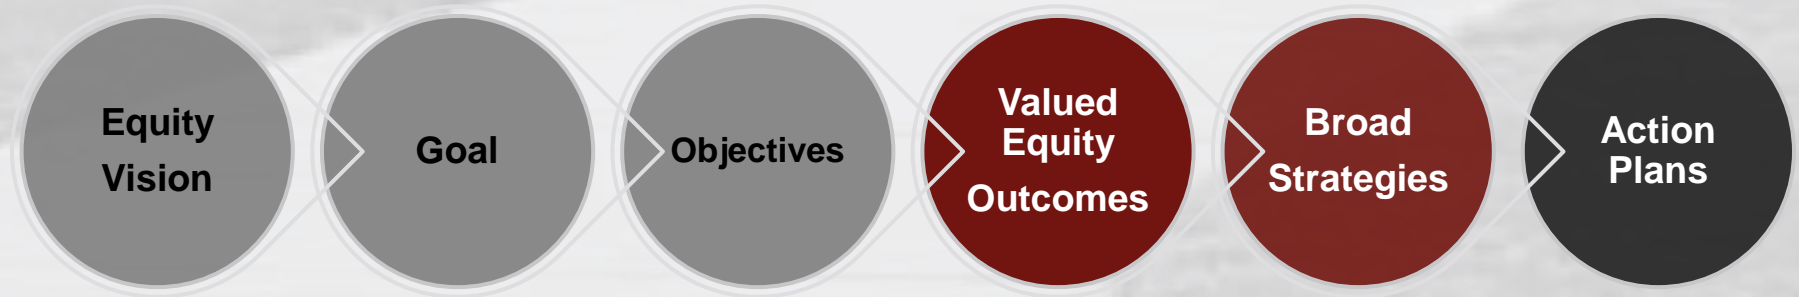 Equity
Vision
Goal
Objectives
Valued
Equity
Outcomes
Broad
Strategies
Action
Plans